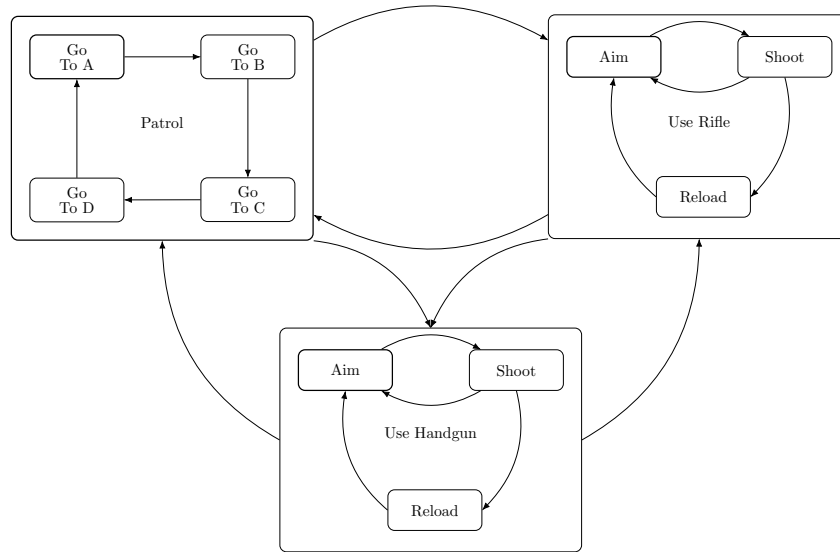 Go
To A
Go
To B
Patrol
Go
To D
Go
To C
Aim
Shoot
Use Rifle
Reload
Aim
Shoot
Use Handgun
Reload